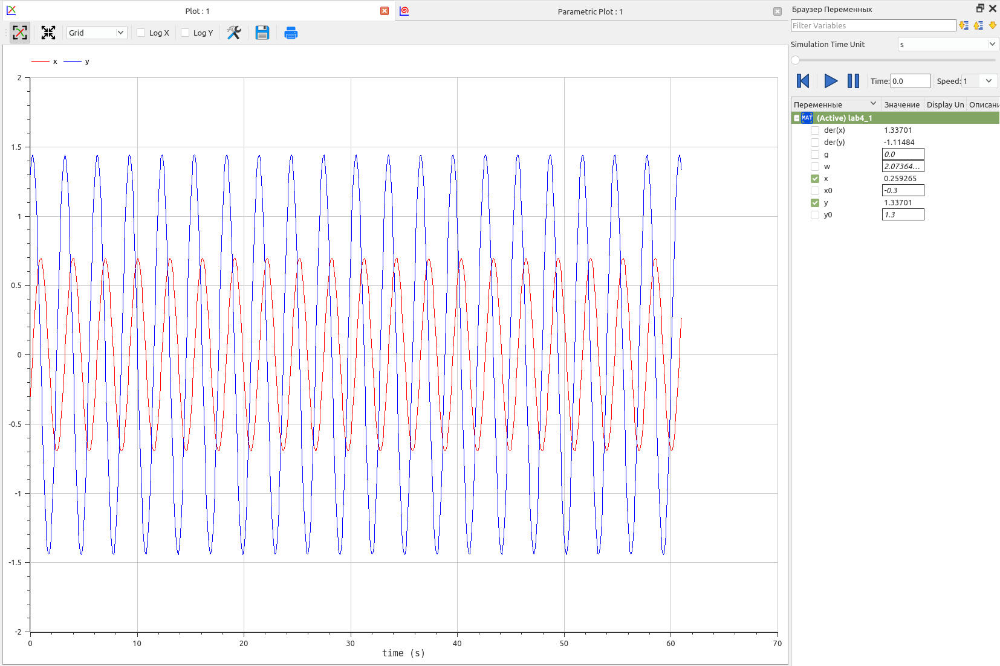 Plot : 1
Parametric Plot : 1
Браузер Переменных
Grid
Log X
Log Y
Filter Variables
Simulation Time Unit
s
Time: 0.0
Speed: 1
Переменные Значение Display Un Описани
MAT (Active) lab4_1
der(x) 1.33701
der(y) -1.11484
g 0.0
w 2.07364...
x 0.259265
x0 -0.3
y 1.33701
y0 1.3
x y
2
1.5
1
0.5
0
-0.5
-1
-1.5
-2
0 10 20 30 40 50 60 70
time (s)